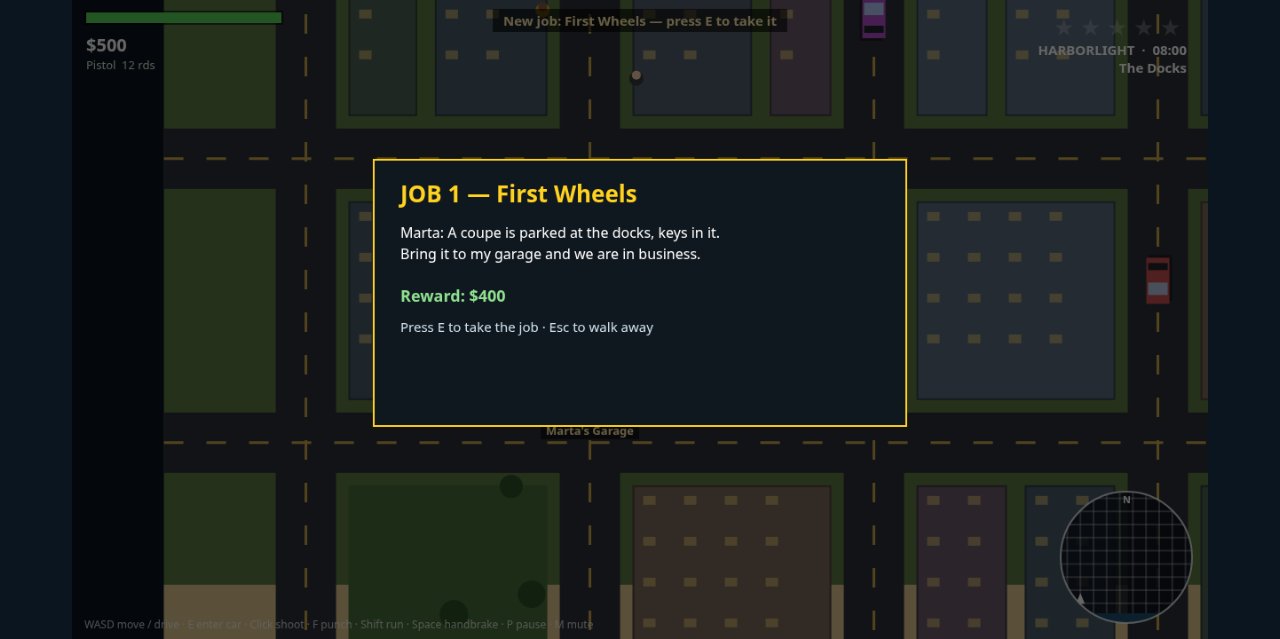 New job: First Wheels — press E to take it
$500
Pistol 12 rds
HARBORLIGHT · 08:00
The Docks
JOB 1 — First Wheels
Marta: A coupe is parked at the docks, keys in it.
Bring it to my garage and we are in business.
Reward: $400
Press E to take the job · Esc to walk away
Marta's Garage
N
WASD move / drive · E enter car · Click shoot · F punch · Shift run · Space handbrake · P pause · M mute